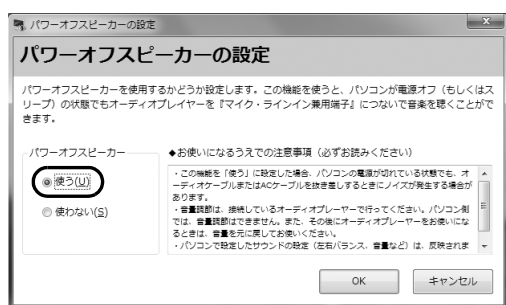 パワーオフスピーカーの設定
パワーオフスピーカーの設定
パワーオフスピーカーを使用するかどうか設定します。この機能を使うと、パソコンが電源オフ（もしくはス
リープ）の状態でもオーディオプレイヤーを『マイク・ラインイン兼用端子』につないで音楽を聴くことがで
きます。
パワーオフスピーカー
使う(U)
使わない(S)
◆お使いになるうえでの注意事項（必ずお読みください）
・この機能を「使う」に設定した場合、パソコンの電源が切れている状態でも、オ
ーディオケーブルまたはACケーブルを抜き差しするときにノイズが発生する場合が
あります。
・音量調節は、接続しているオーディオプレーヤーで行ってください。パソコン側
では、音量調節はできません。また、その後にオーディオプレーヤーをお使いにな
るときは、音量を元に戻してお使いください。
・パソコンで設定したサウンドの設定（左右バランス、音量など）は、反映されま
OK
キャンセル